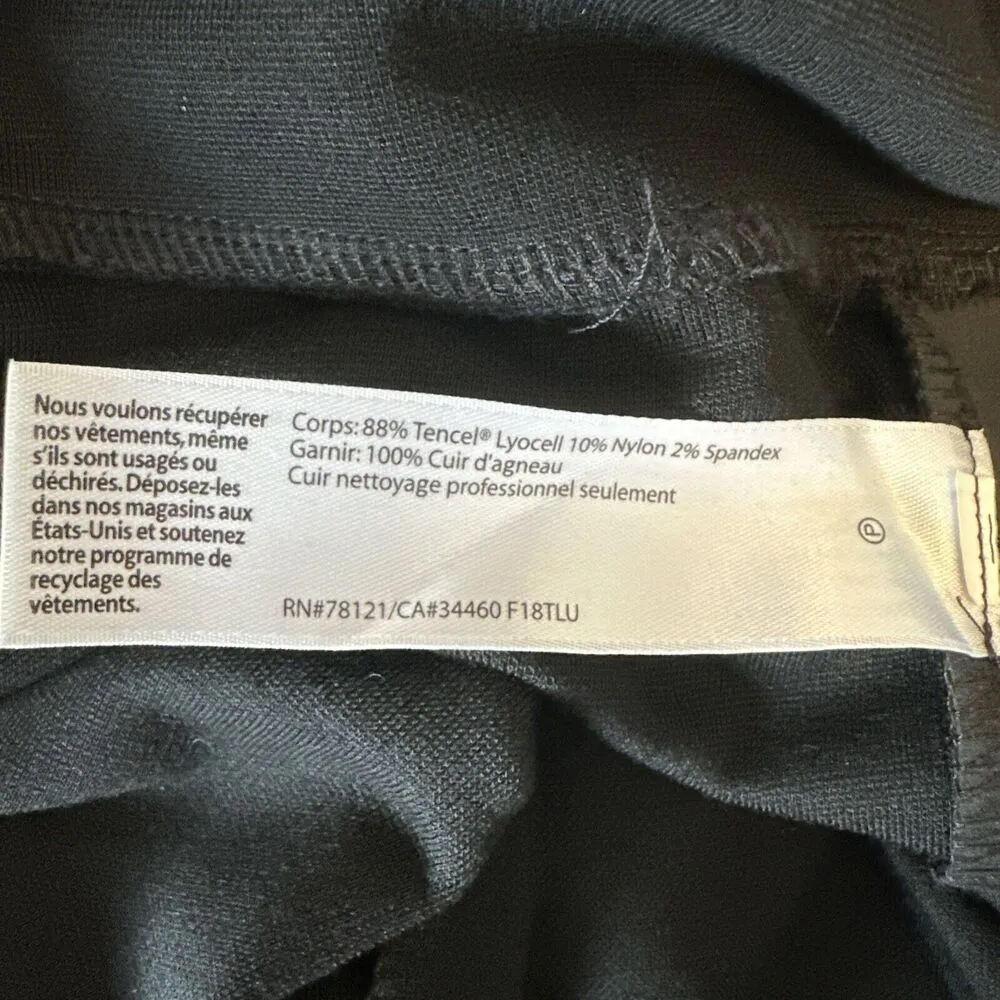 Nous voulons récupérer
nos vêtements, même
s'ils sont usagés ou
déchirés. Déposez-les
dans nos magasins aux
États-Unis et soutenez
notre programme de
recyclage des
vêtements.
Corps: 88% Tencel® Lyocell 10% Nylon 2% Spandex
Garnir: 100% Cuir d'agneau
Cuir nettoyage professionnel seulement
P
RN#78121/CA#34460 F18TLU